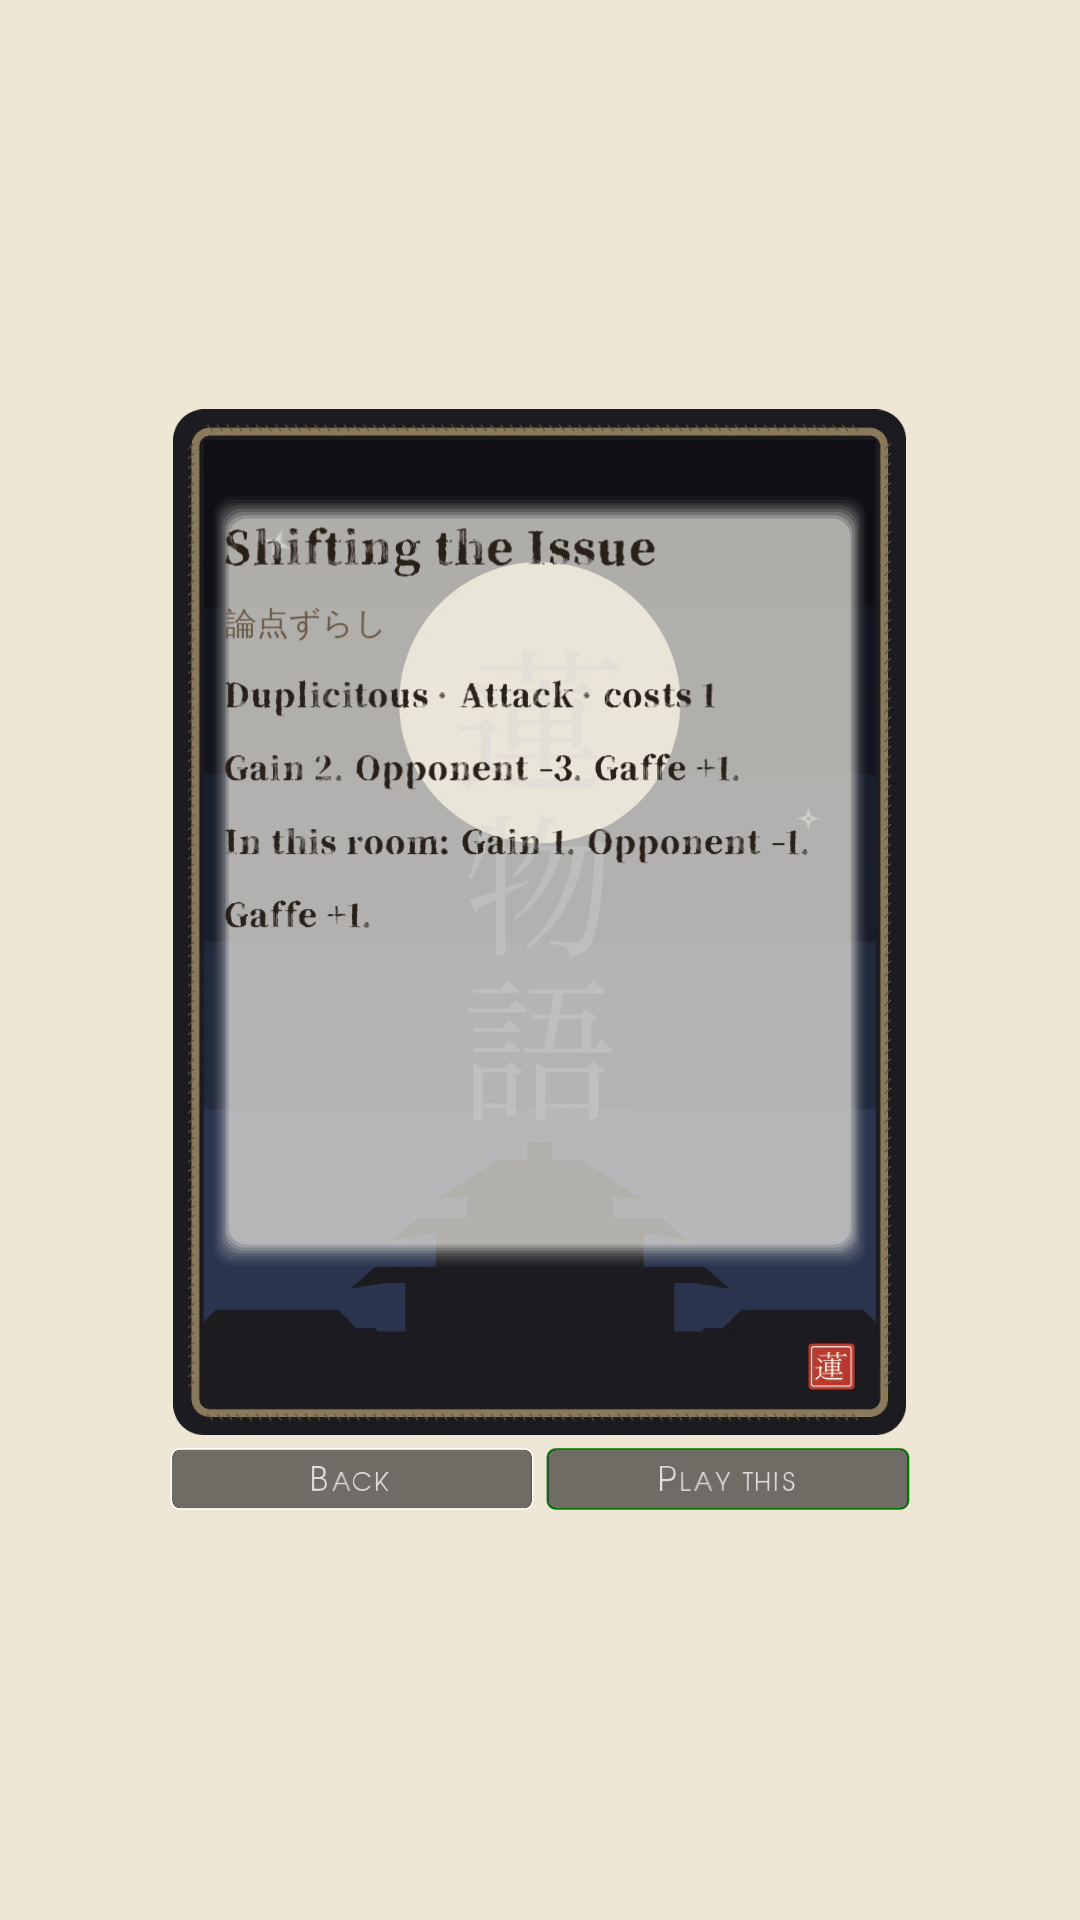 Shifting the Issue
論点ずらし
Duplicitous · Attack · costs 1
Gain 2. Opponent -3. Gaffe +1.
In this room: Gain 1. Opponent -1.
Gaffe +1.
蓮
物
語
蓮
Back
Play this